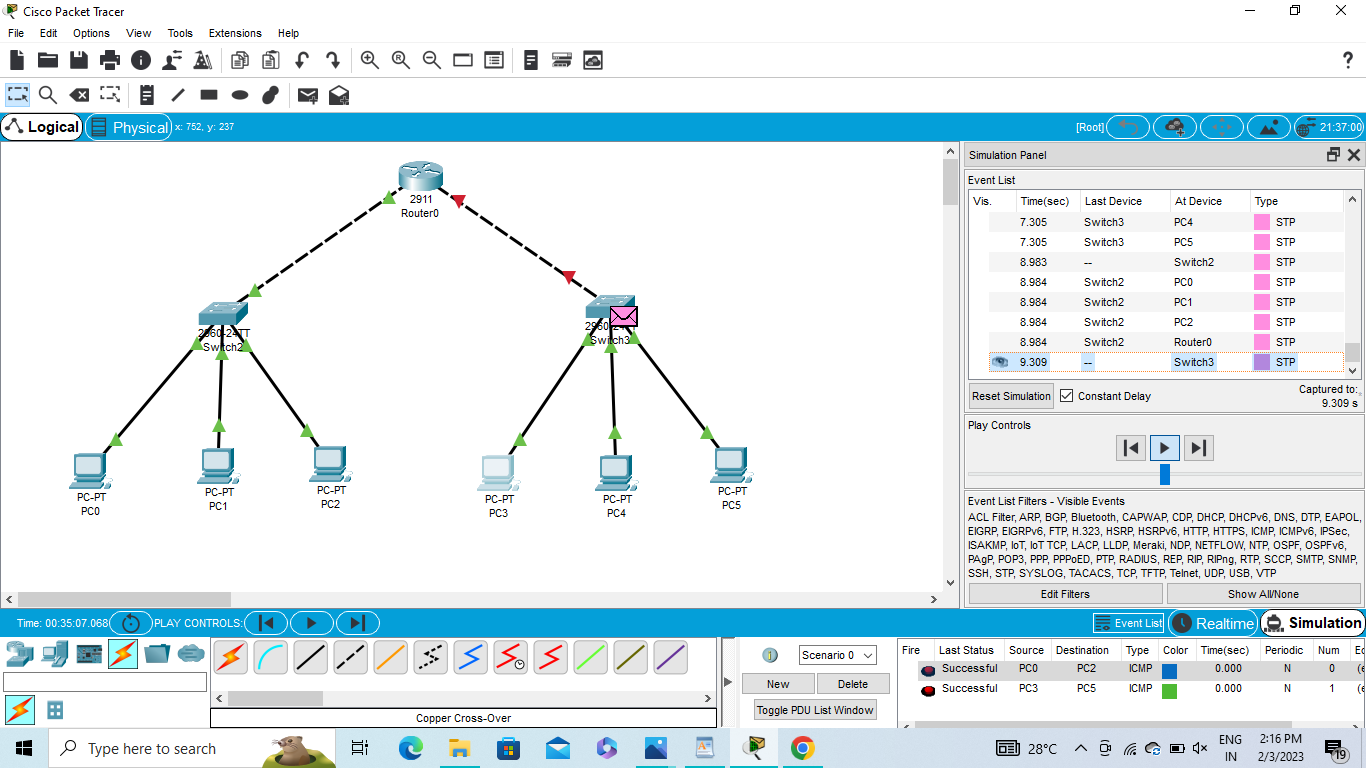 Cisco Packet Tracer
File Edit Options View Tools Extensions Help
Logical Physical x: 752, y: 237 [Root] 21:37:00
2911
Router0
2960-24TT
Switch2
Switch3
PC-PT
PC0
PC-PT
PC1
PC-PT
PC2
PC-PT
PC3
PC-PT
PC4
PC-PT
PC5
Simulation Panel
Event List
Vis. Time(sec) Last Device At Device Type
7.305 Switch3 PC4 STP
7.305 Switch3 PC5 STP
8.983 -- Switch2 STP
8.984 Switch2 PC0 STP
8.984 Switch2 PC1 STP
8.984 Switch2 PC2 STP
8.984 Switch2 Router0 STP
9.309 -- Switch3 STP
Reset Simulation Constant Delay Captured to:
9.309 s
Play Controls
Event List Filters - Visible Events
ACL Filter, ARP, BGP, Bluetooth, CAPWAP, CDP, DHCP, DHCPv6, DNS, DTP, EAPOL,
EIGRP, EIGRPv6, FTP, H.323, HSRP, HSRPv6, HTTP, HTTPS, ICMP, ICMPv6, IPSec,
ISAKMP, IoT, IoT TCP, LACP, LLDP, Meraki, NDP, NETFLOW, NTP, OSPF, OSPFv6,
PAgP, POP3, PPP, PPPoED, PTP, RADIUS, REP, RIP, RIPng, RTP, SCCP, SMTP, SNMP,
SSH, STP, SYSLOG, TACACS, TCP, TFTP, Telnet, UDP, USB, VTP
Edit Filters Show All/None
Time: 00:35:07.068 PLAY CONTROLS: Event List Realtime Simulation
Copper Cross-Over
Scenario 0
New Delete
Toggle PDU List Window
Fire Last Status Source Destination Type Color Time(sec) Periodic Num
Successful PC0 PC2 ICMP 0.000 N 0
Successful PC3 PC5 ICMP 0.000 N 1
Type here to search
28°C ENG 2:16 PM
IN 2/3/2023 19